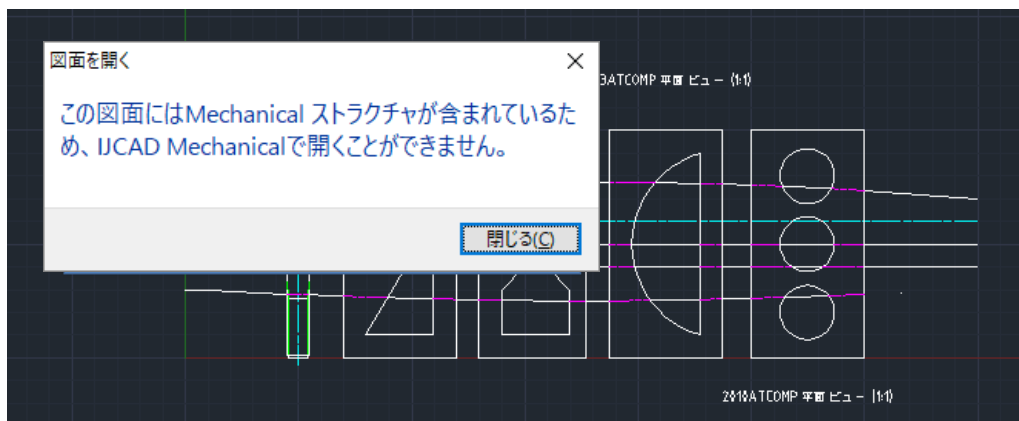 図面を開く
この図面にはMechanical ストラクチャが含まれているた
め、IJCAD Mechanicalで開くことができません。
閉じる(C)
3ATCOMP 平面 ビュー (1:1)
2010ATCOMP 平面 ビュー (1:1)